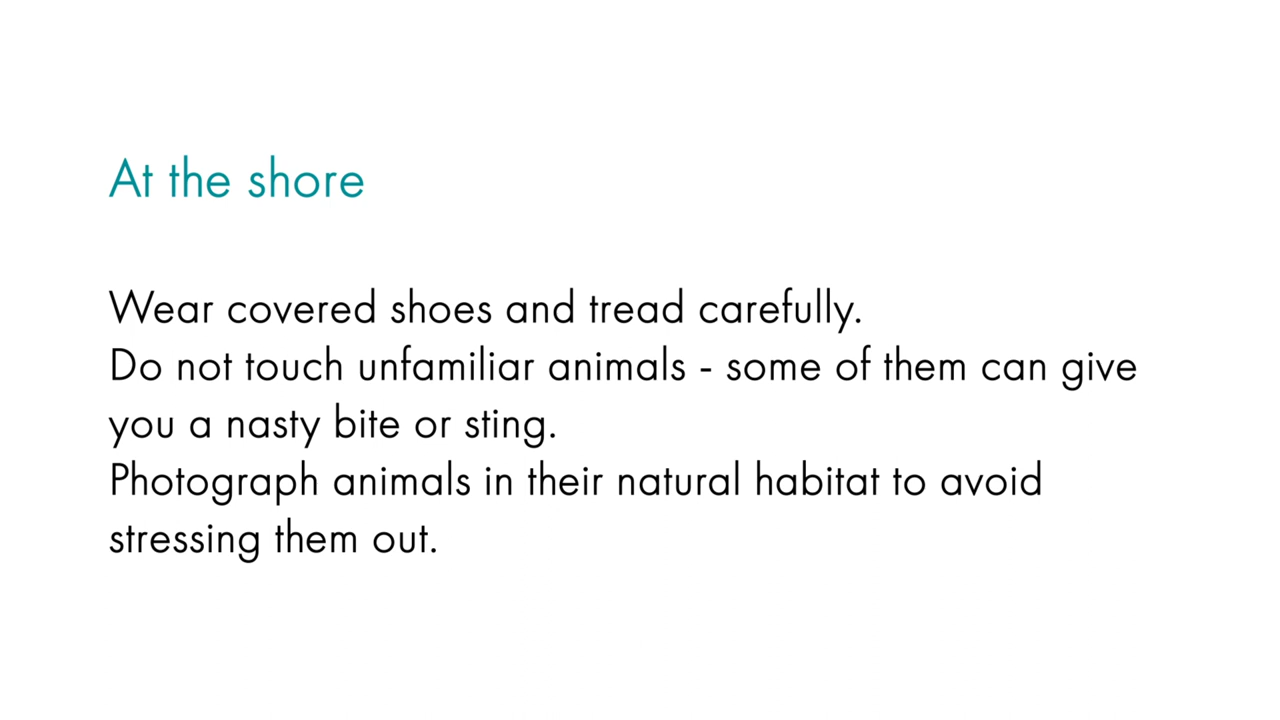 At the shore
Wear covered shoes and tread carefully.
Do not touch unfamiliar animals - some of them can give
you a nasty bite or sting.
Photograph animals in their natural habitat to avoid
stressing them out.